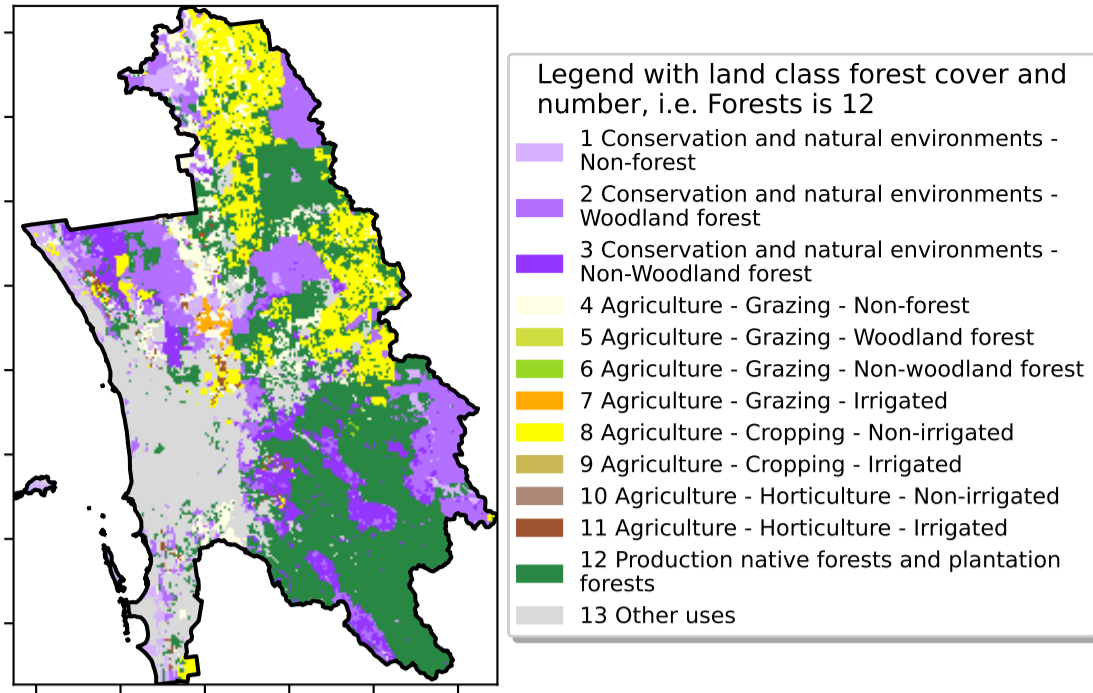 Legend with land class forest cover and
number, i.e. Forests is 12
1 Conservation and natural environments -
Non-forest
2 Conservation and natural environments -
Woodland forest
3 Conservation and natural environments -
Non-Woodland forest
4 Agriculture - Grazing - Non-forest
5 Agriculture - Grazing - Woodland forest
6 Agriculture - Grazing - Non-woodland forest
7 Agriculture - Grazing - Irrigated
8 Agriculture - Cropping - Non-irrigated
9 Agriculture - Cropping - Irrigated
10 Agriculture - Horticulture - Non-irrigated
11 Agriculture - Horticulture - Irrigated
12 Production native forests and plantation
forests
13 Other uses